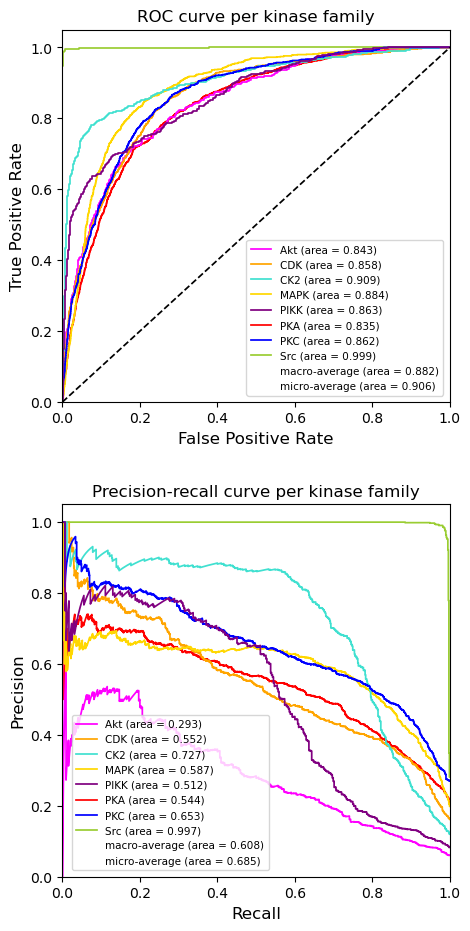 ROC curve per kinase family
True Positive Rate
1.0
0.8
0.6
0.4
0.2
0.0
Akt (area = 0.843)
CDK (area = 0.858)
CK2 (area = 0.909)
MAPK (area = 0.884)
PIKK (area = 0.863)
PKA (area = 0.835)
PKC (area = 0.862)
Src (area = 0.999)
macro-average (area = 0.882)
micro-average (area = 0.906)
0.0 0.2 0.4 0.6 0.8 1.0
False Positive Rate
Precision-recall curve per kinase family
Precision
1.0
0.8
0.6
0.4
0.2
0.0
Akt (area = 0.293)
CDK (area = 0.552)
CK2 (area = 0.727)
MAPK (area = 0.587)
PIKK (area = 0.512)
PKA (area = 0.544)
PKC (area = 0.653)
Src (area = 0.997)
macro-average (area = 0.608)
micro-average (area = 0.685)
0.0 0.2 0.4 0.6 0.8 1.0
Recall